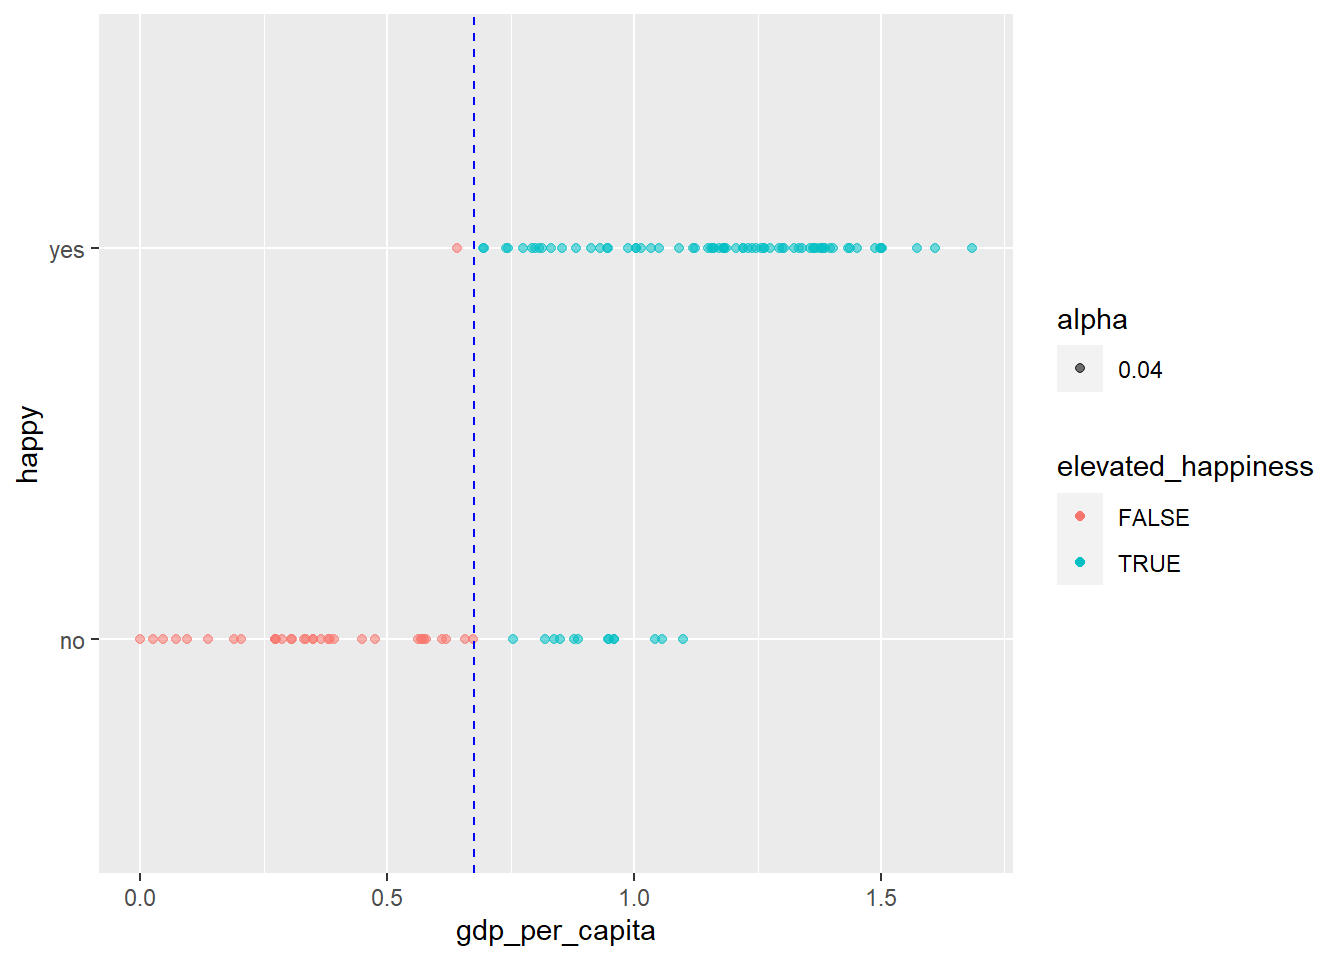 happy
yes
no
0.0
0.5
1.0
1.5
gdp_per_capita
alpha
0.04
elevated_happiness
FALSE
TRUE